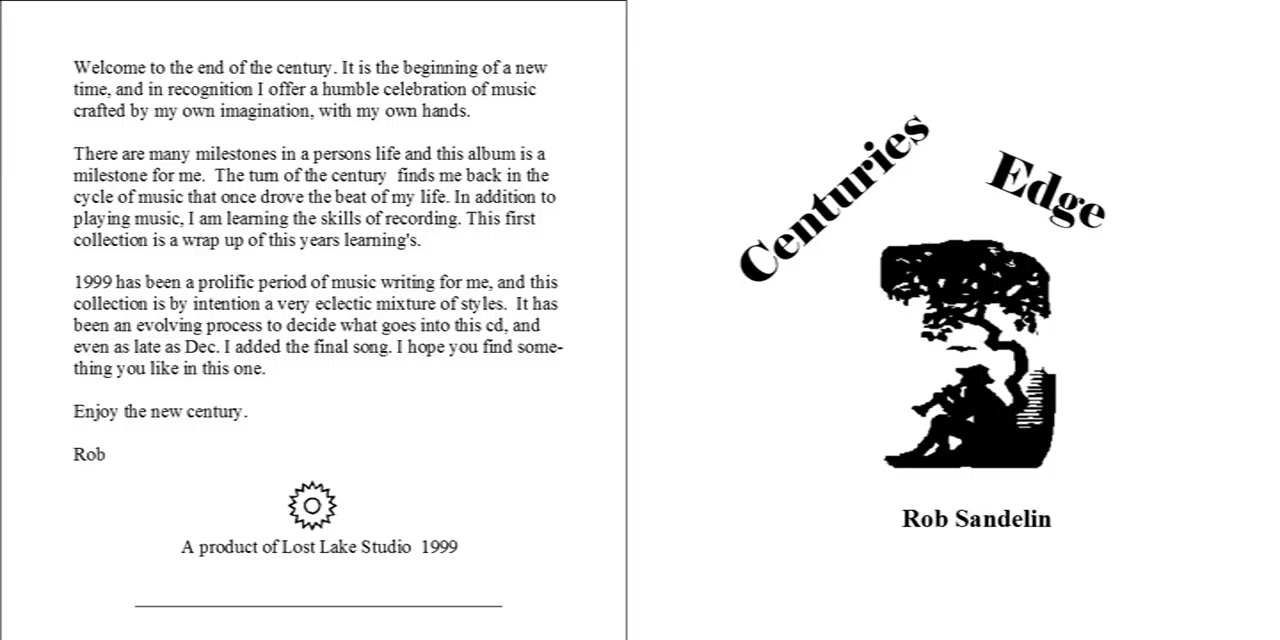 Welcome to the end of the century. It is the beginning of a new
time, and in recognition I offer a humble celebration of music
crafted by my own imagination, with my own hands.
There are many milestones in a persons life and this album is a
milestone for me. The turn of the century finds me back in the
cycle of music that once drove the beat of my life. In addition to
playing music, I am learning the skills of recording. This first
collection is a wrap up of this years learning's.
1999 has been a prolific period of music writing for me, and this
collection is by intention a very eclectic mixture of styles. It has
been an evolving process to decide what goes into this cd, and
even as late as Dec. I added the final song. I hope you find some-
thing you like in this one.
Enjoy the new century.
Rob
A product of Lost Lake Studio 1999
Centuries
Edge
Rob Sandelin